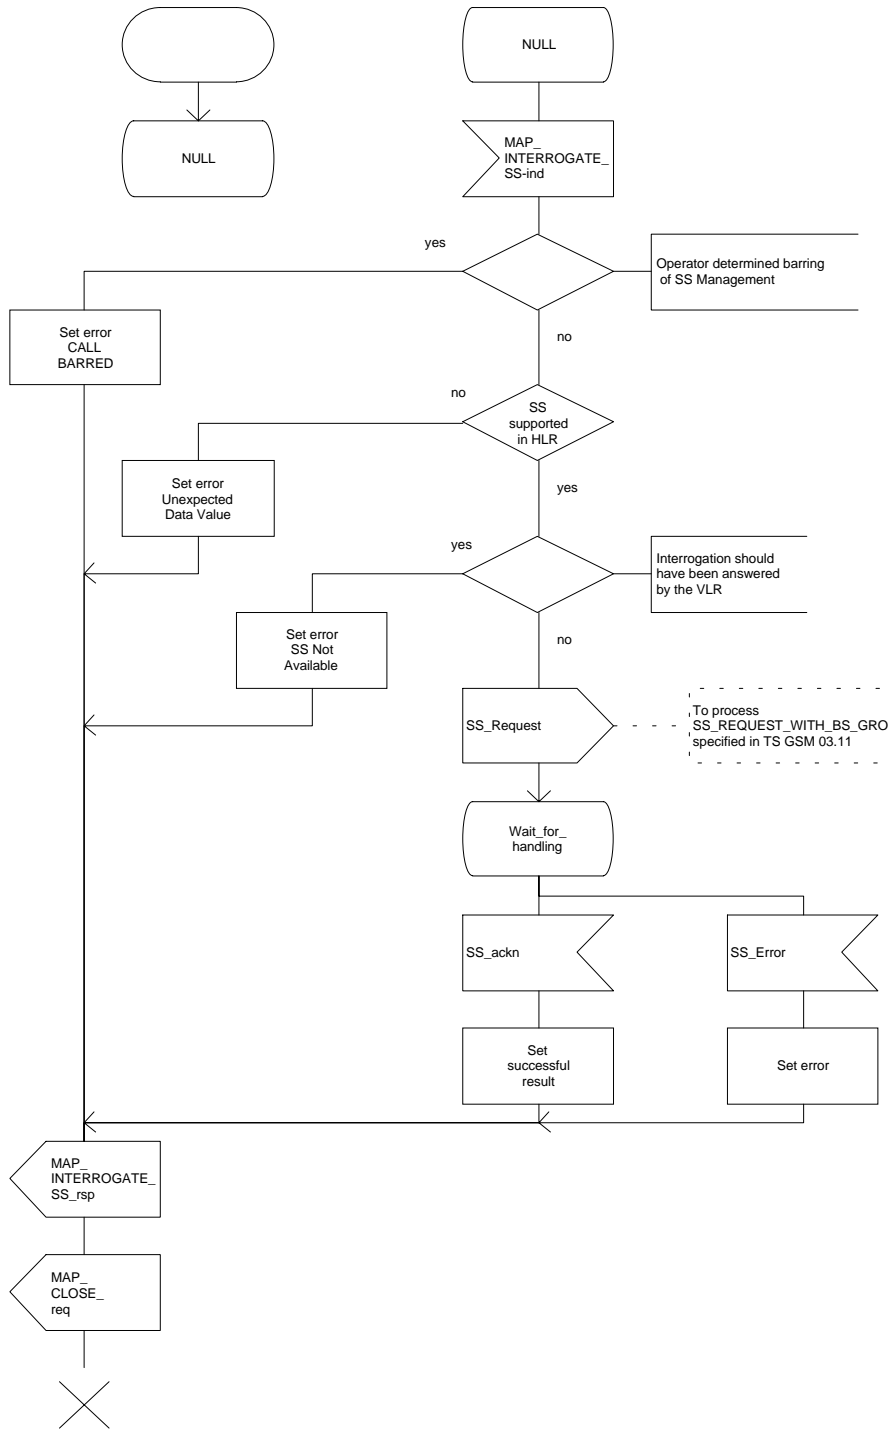 NULL
NULL
MAP_
INTERROGATE_
SS-ind
yes
Operator determined barring
of SS Management
Set error
CALL
BARRED
no
no
SS
supported
in HLR
Set error
Unexpected
Data Value
yes
yes
Interrogation should
have been answered
by the VLR
Set error
SS Not
Available
no
SS_Request
To process
SS_REQUEST_WITH_BS_GRO
specified in TS GSM 03.11
Wait_for_
handling
SS_ackn
SS_Error
Set
successful
result
Set error
MAP_
INTERROGATE_
SS_rsp
MAP_
CLOSE_
req